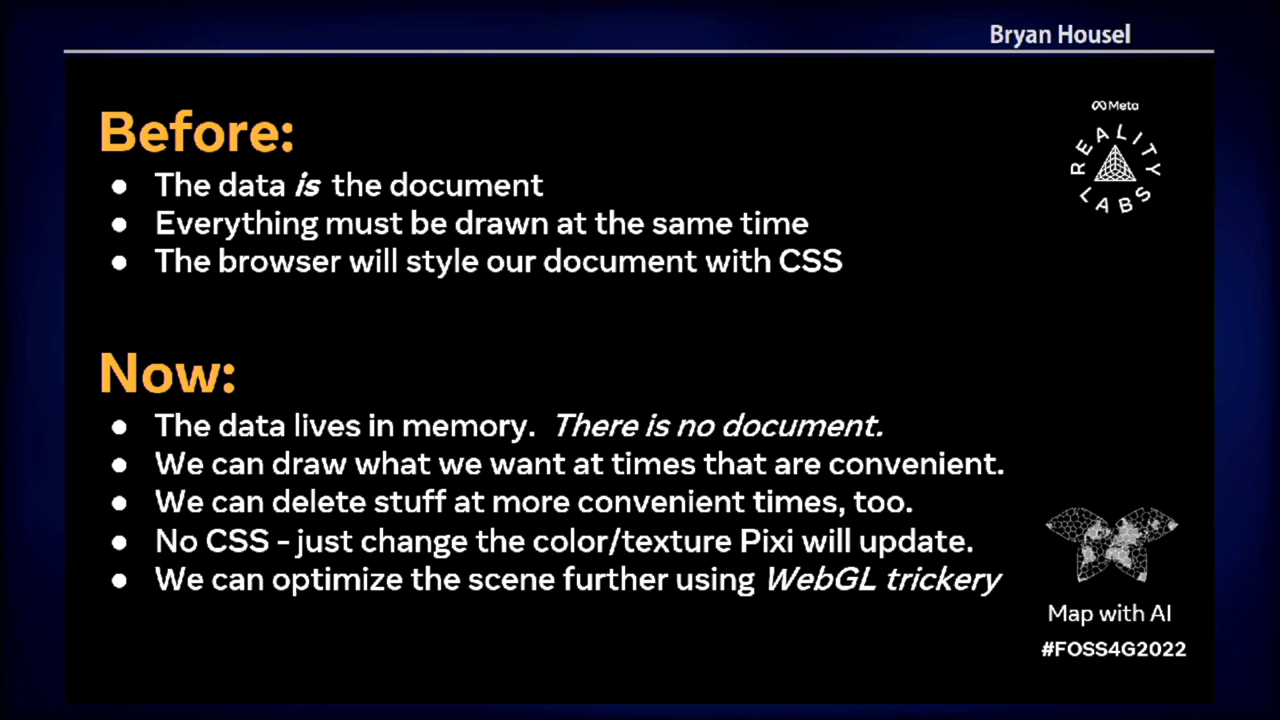 Bryan Housel
Before:
● The data is the document
● Everything must be drawn at the same time
● The browser will style our document with CSS
Meta
REALITY LABS
Now:
● The data lives in memory. There is no document.
● We can draw what we want at times that are convenient.
● We can delete stuff at more convenient times, too.
● No CSS - just change the color/texture Pixi will update.
● We can optimize the scene further using WebGL trickery
Map with AI
#FOSS4G2022